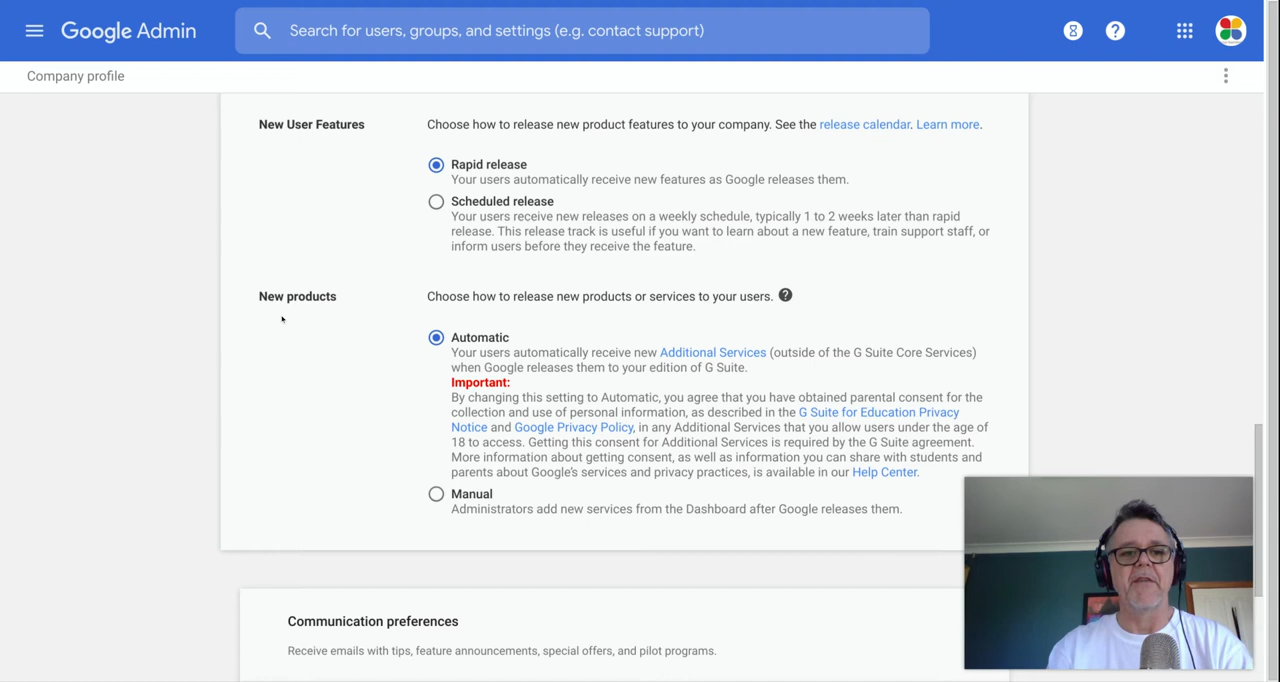 Google Admin
Search for users, groups, and settings (e.g. contact support)
Company profile
New User Features
Choose how to release new product features to your company. See the release calendar. Learn more.
Rapid release
Your users automatically receive new features as Google releases them.
Scheduled release
Your users receive new releases on a weekly schedule, typically 1 to 2 weeks later than rapid
release. This release track is useful if you want to learn about a new feature, train support staff, or
inform users before they receive the feature.
New products
Choose how to release new products or services to your users.
Automatic
Your users automatically receive new Additional Services (outside of the G Suite Core Services)
when Google releases them to your edition of G Suite.
Important:
By changing this setting to Automatic, you agree that you have obtained parental consent for the
collection and use of personal information, as described in the G Suite for Education Privacy
Notice and Google Privacy Policy, in any Additional Services that you allow users under the age of
18 to access. Getting this consent for Additional Services is required by the G Suite agreement.
More information about getting consent, as well as information you can share with students and
parents about Google's services and privacy practices, is available in our Help Center.
Manual
Administrators add new services from the Dashboard after Google releases them.
Communication preferences
Receive emails with tips, feature announcements, special offers, and pilot programs.